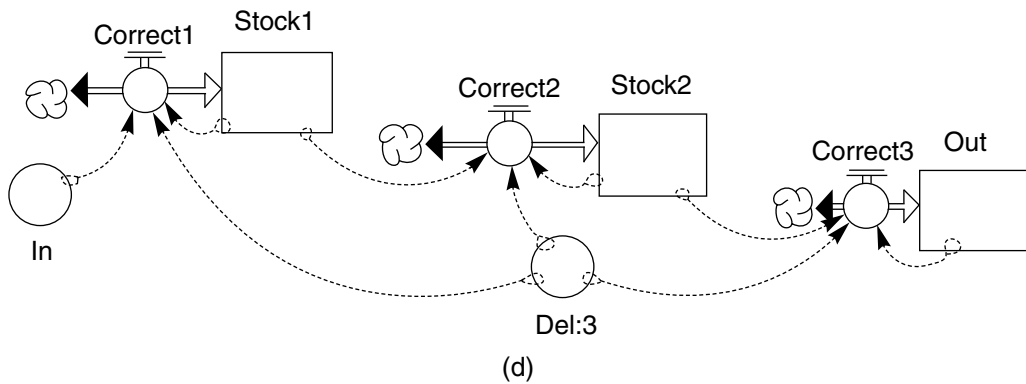 Stock1
Correct1
Correct2
Stock2
Correct3
Out
In
Del:3
(d)